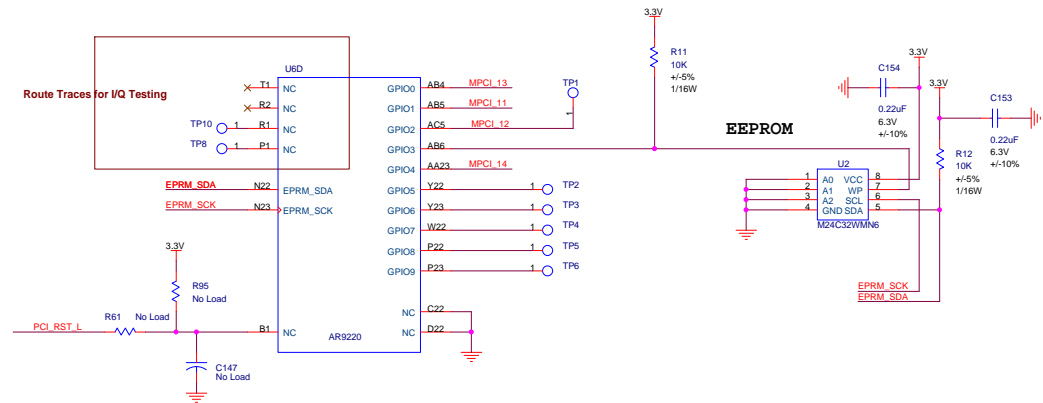 3.3V
R11
10K
+/-5%
1/16W
3.3V
C154
0.22uF
6.3V
+/-10%
3.3V
C153
0.22uF
6.3V
+/-10%
R12
10K
+/-5%
1/16W
EEPROM
U2
1 A0 VCC 8
2 A1 WP 7
3 A2 SCL 6
4 GND SDA 5
M24C32WMN6
EPRM_SCK
EPRM_SDA
Route Traces for I/Q Testing
U6D
T1 NC GPIO0 AB4 MPCI_13
R2 NC GPIO1 AB5 MPCI_11
TP10 1 R1 NC GPIO2 AC5 MPCI_12 1 TP1
TP8 1 P1 NC GPIO3 AB6
GPIO4 AA23 MPCI_14
EPRM_SDA N22 EPRM_SDA GPIO5 Y22 1 TP2
EPRM_SCK N23 EPRM_SCK GPIO6 Y23 1 TP3
GPIO7 W22 1 TP4
GPIO8 P22 1 TP5
GPIO9 P23 1 TP6
3.3V
R95
No Load
NC C22
PCI_RST_L R61 No Load B1 NC NC D22
AR9220
C147
No Load